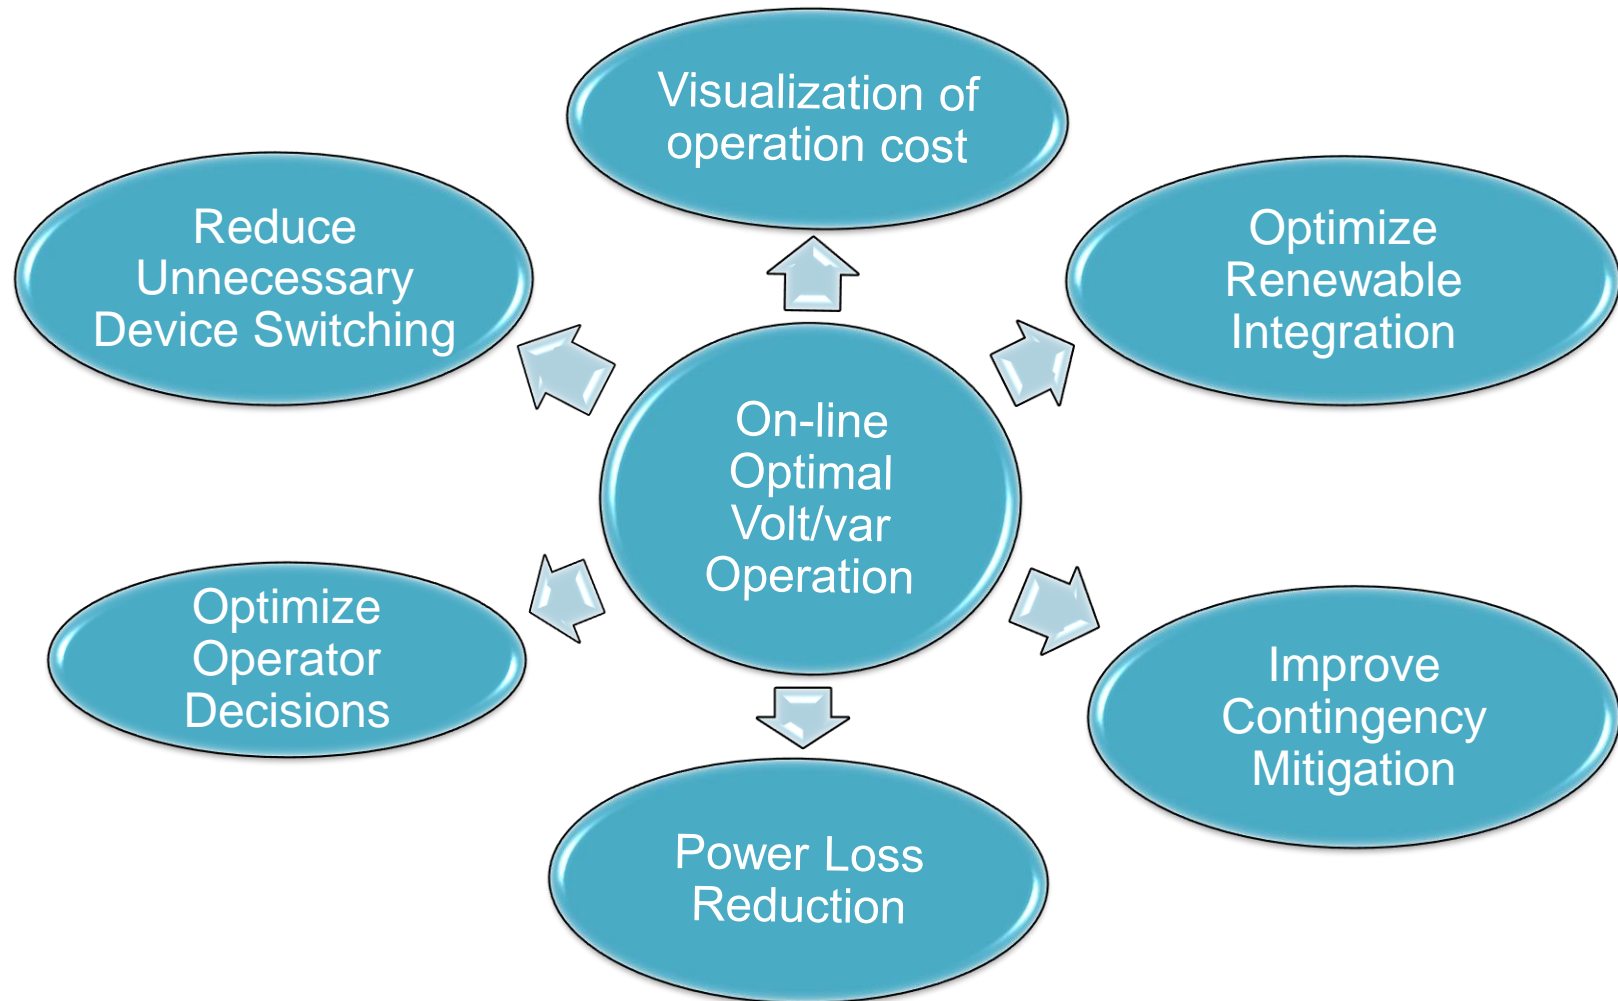 Visualization of
operation cost
Reduce
Unnecessary
Device Switching
Optimize
Renewable
Integration
On-line
Optimal
Volt/var
Operation
Optimize
Operator
Decisions
Improve
Contingency
Mitigation
Power Loss
Reduction